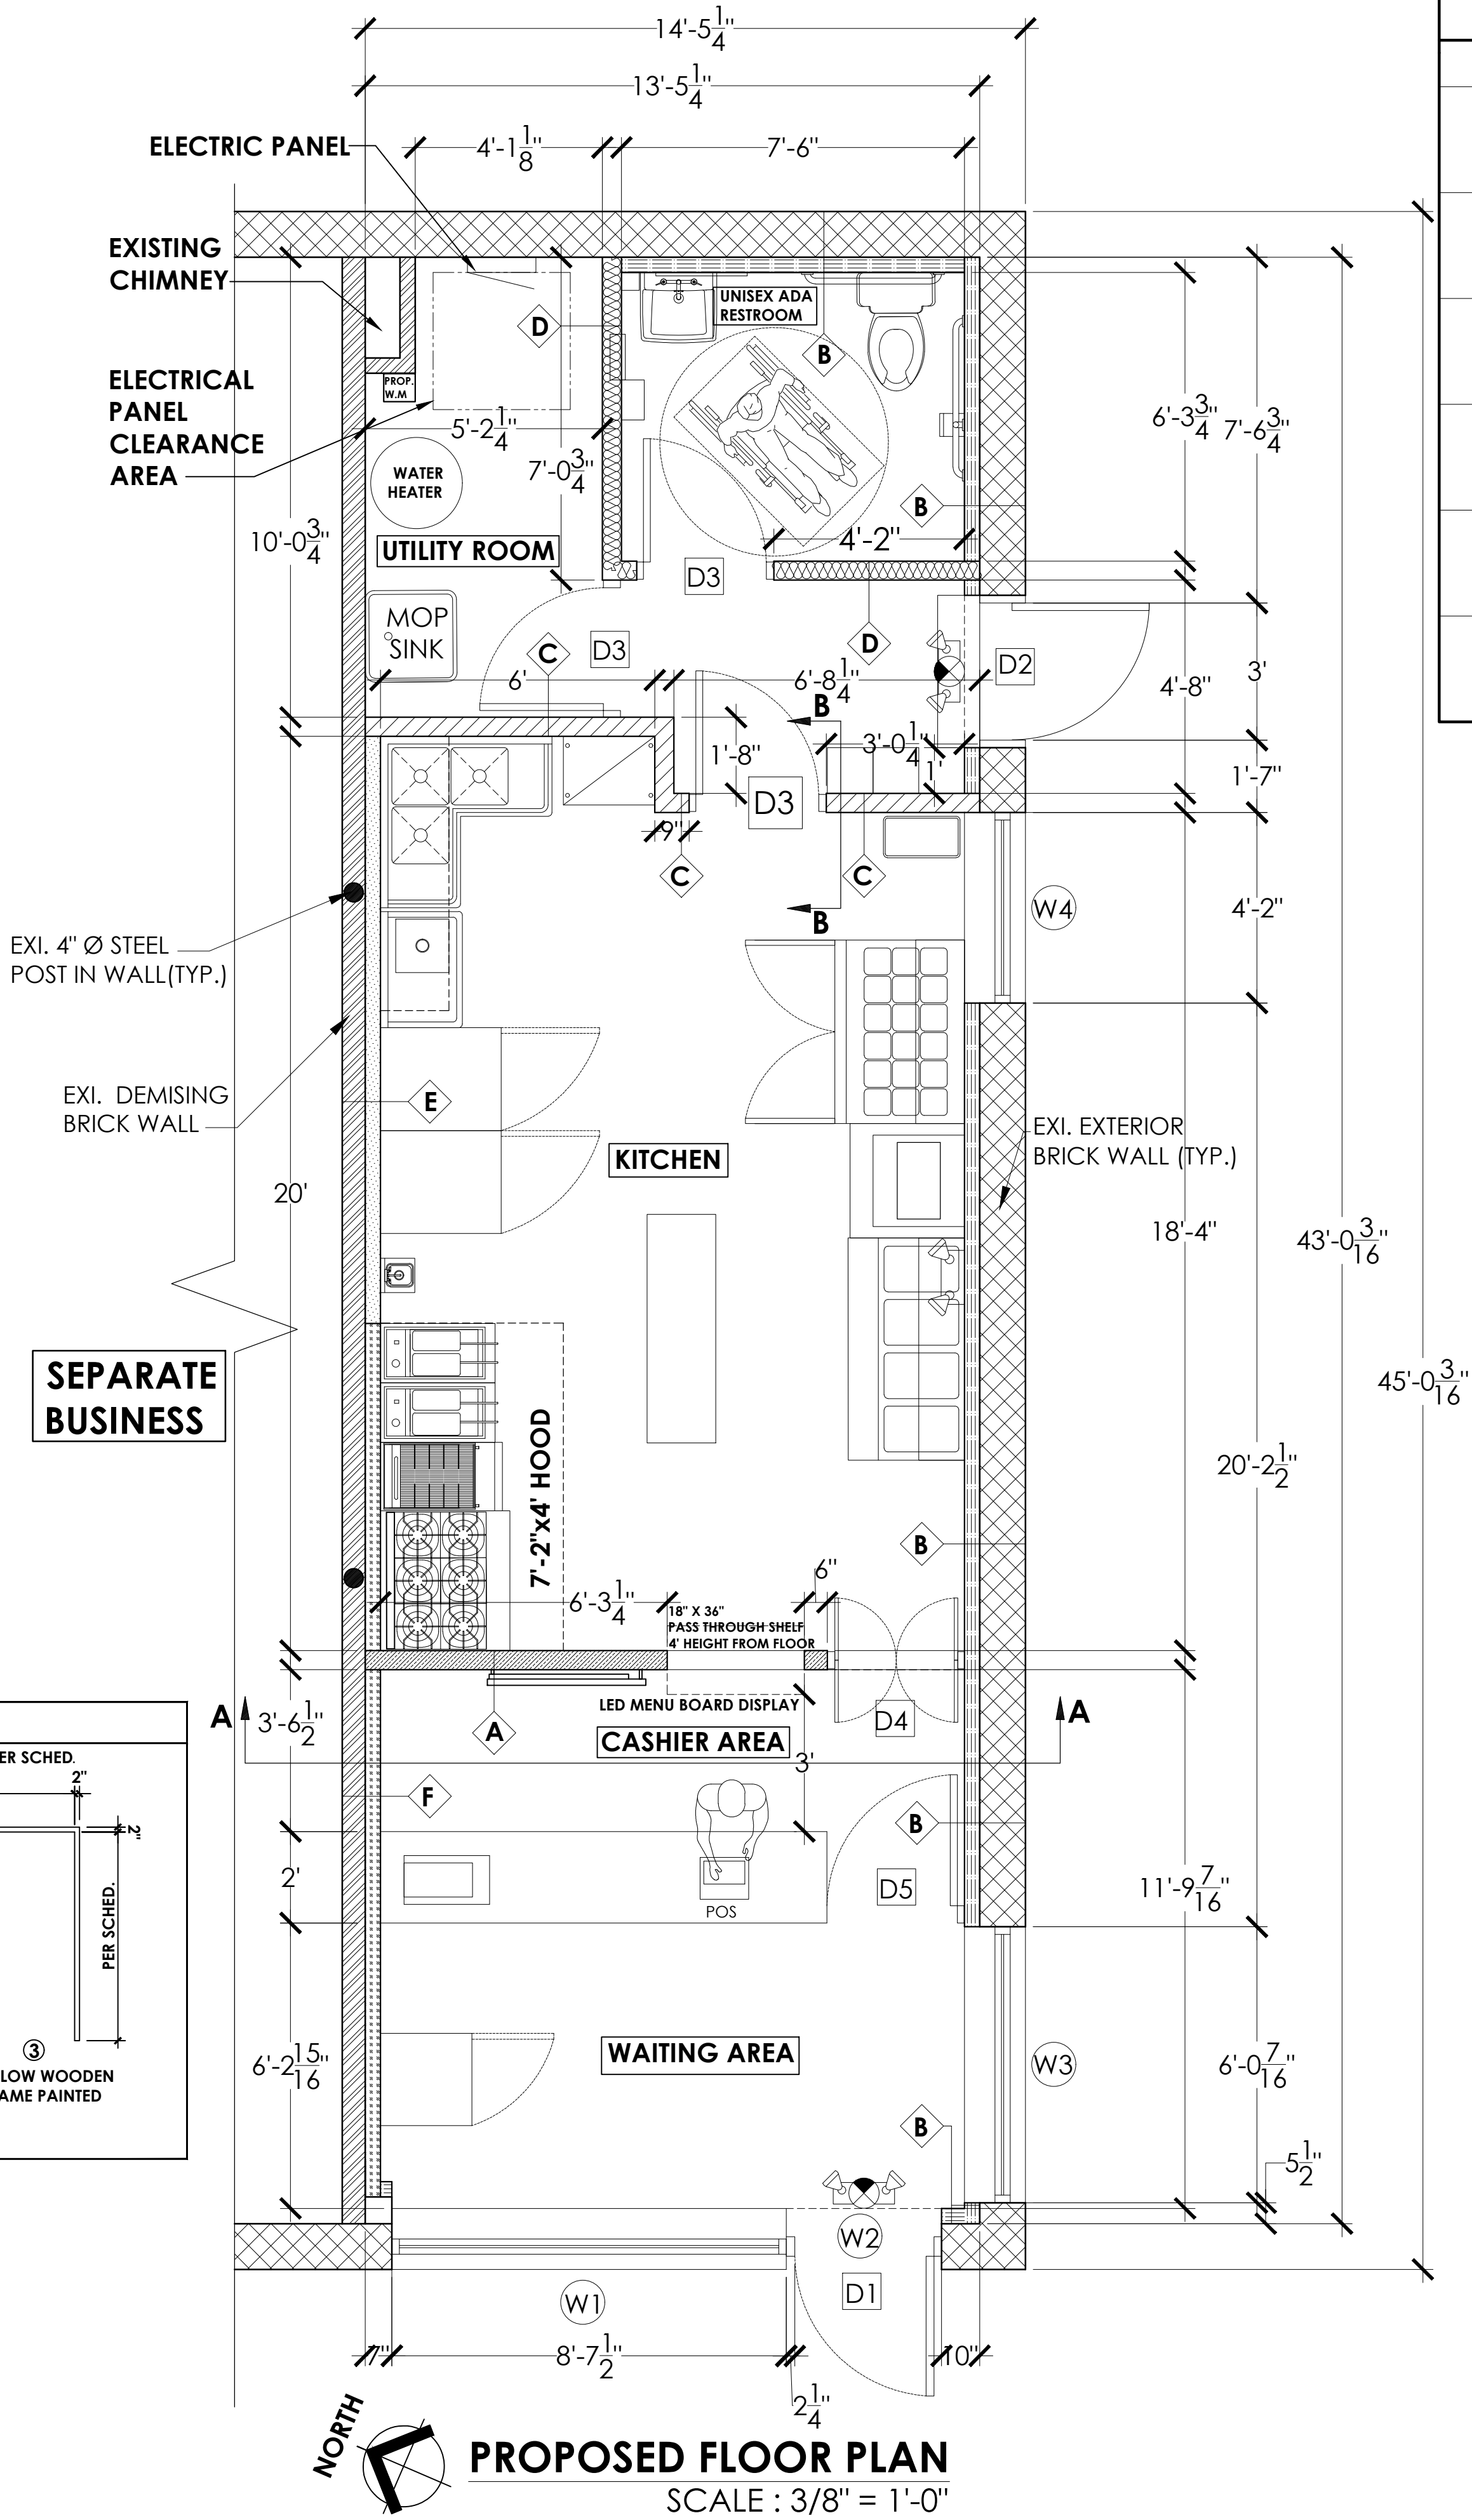 14'-5 1/4"
13'-5 1/4"
ELECTRIC PANEL
4'-1 1/8"
7'-6"
EXISTING
CHIMNEY
UNISEX ADA
RESTROOM
D
B
ELECTRICAL
PANEL
CLEARANCE
AREA
PROP.
W.M
5'-2 1/4"
6'-3 3/4"
7'-6 3/4"
WATER
HEATER
7'-0 3/4"
B
10'-0 3/4"
UTILITY ROOM
4'-2"
D3
MOP
SINK
C
D3
D
D2
6'
6'-8 1/4"
4'-8"
3'
B
1'-8"
3'-0 1/4"
1'
1'-7"
D3
9"
C
C
B
W4
4'-2"
EXI. 4" Ø STEEL
POST IN WALL(TYP.)
EXI. DEMISING
BRICK WALL
E
EXI. EXTERIOR
BRICK WALL (TYP.)
KITCHEN
20'
18'-4"
43'-0 3/16"
SEPARATE
BUSINESS
45'-0 3/16"
7'-2"x4' HOOD
20'-2 1/2"
B
6'-3 1/4"
6"
18" X 36"
PASS THROUGH SHELF
4' HEIGHT FROM FLOOR
LED MENU BOARD DISPLAY
A
3'-6 1/2"
A
D4
A
CASHIER AREA
3'
ER SCHED.
2"
2"
F
B
2'
D5
11'-9 7/16"
POS
PER SCHED.
WAITING AREA
W3
6'-2 15/16"
6'-0 7/16"
3
LOW WOODEN
AME PAINTED
B
5 1/2"
W2
D1
W1
7"
8'-7 1/2"
10"
2 1/4"
NORTH
PROPOSED FLOOR PLAN
SCALE : 3/8" = 1'-0"